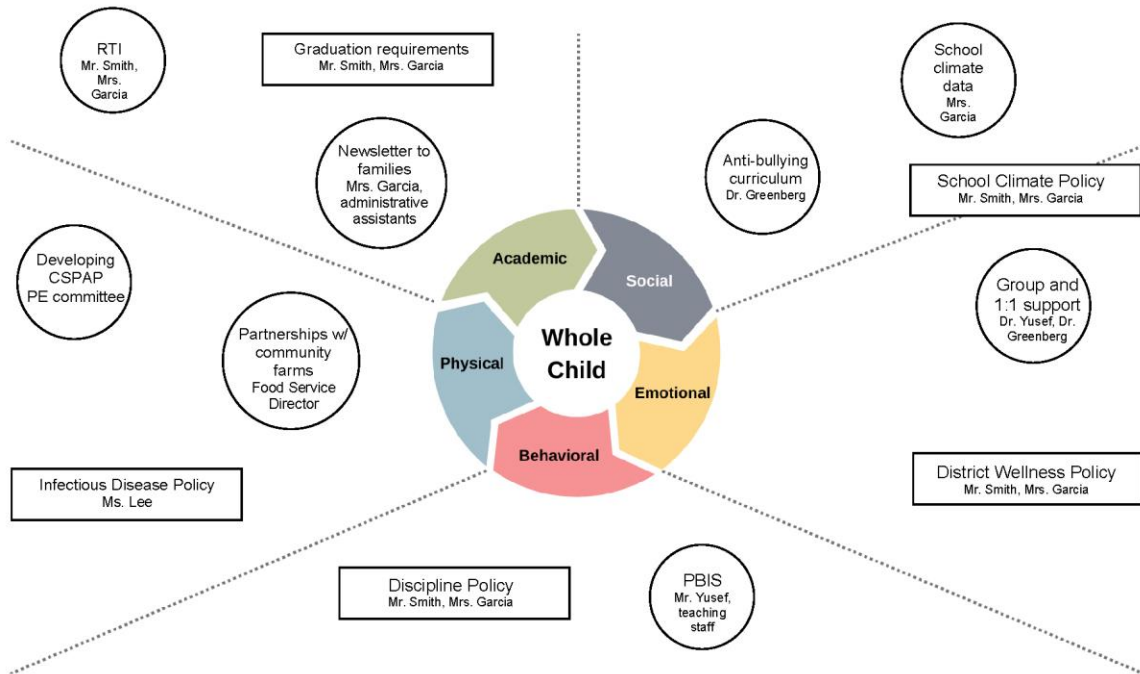 RTI
Mr. Smith,
Mrs.
Garcia
Graduation requirements
Mr. Smith, Mrs. Garcia
Newsletter to
families
Mrs. Garcia,
administrative
assistants
School
climate
data
Mrs.
Garcia
Anti-bullying
curriculum
Dr. Greenberg
School Climate Policy
Mr. Smith, Mrs. Garcia
Developing
CSPAP
PE committee
Partnerships w/
community
farms
Food Service
Director
Group and
1:1 support
Dr. Yusef, Dr.
Greenberg
Academic
Social
Physical
Whole
Child
Emotional
Behavioral
Infectious Disease Policy
Ms. Lee
District Wellness Policy
Mr. Smith, Mrs. Garcia
Discipline Policy
Mr. Smith, Mrs. Garcia
PBIS
Mr. Yusef,
teaching
staff